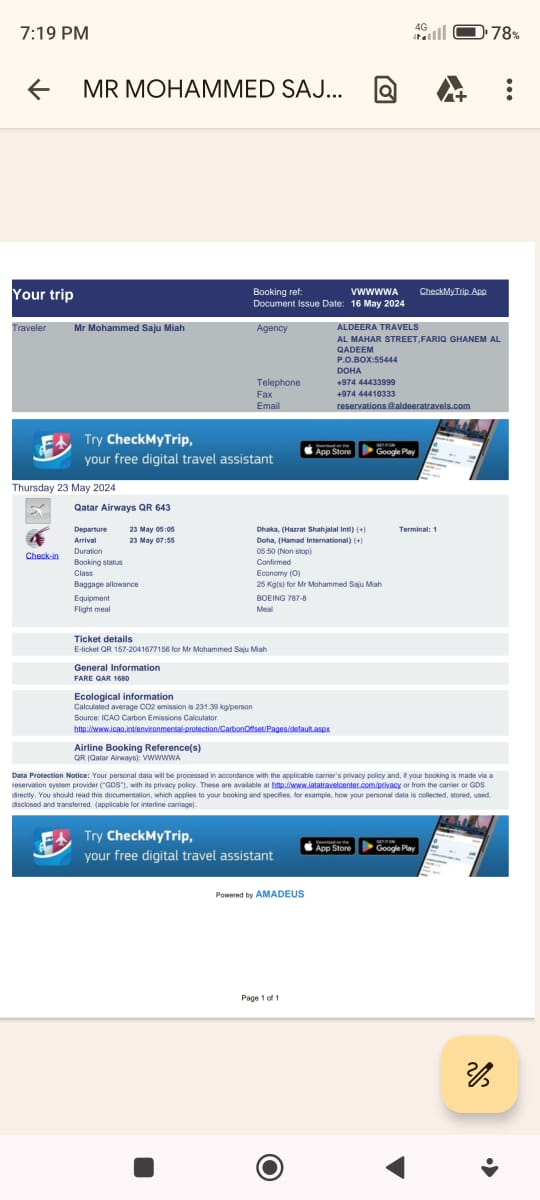 7:19 PM
4G
78%
MR MOHAMMED SAJ...
Your trip
Booking ref: VWWWWA CheckMyTrip App
Document Issue Date: 16 May 2024
Traveler Mr Mohammed Saju Miah Agency ALDEERA TRAVELS
AL MAHAR STREET,FARIQ GHANEM AL
QADEEM
P.O.BOX:55444
DOHA
Telephone +974 44433999
Fax +974 44410333
Email reservations@aldeeratravels.com
Try CheckMyTrip,
your free digital travel assistant
Download on the App Store
GET IT ON Google Play
Thursday 23 May 2024
Qatar Airways QR 643
Check-in
Departure 23 May 05:05 Dhaka, (Hazrat Shahjalal Intl) (+) Terminal: 1
Arrival 23 May 07:55 Doha, (Hamad International) (+)
Duration 05:50 (Non stop)
Booking status Confirmed
Class Economy (O)
Baggage allowance 25 Kg(s) for Mr Mohammed Saju Miah
Equipment BOEING 787-8
Flight meal Meal
Ticket details
E-ticket QR 157-2041677156 for Mr Mohammed Saju Miah
General Information
FARE QAR 1680
Ecological information
Calculated average CO2 emission is 231.39 kg/person
Source: ICAO Carbon Emissions Calculator
http://www.icao.int/environmental-protection/CarbonOffset/Pages/default.aspx
Airline Booking Reference(s)
QR (Qatar Airways): VWWWWA
Data Protection Notice: Your personal data will be processed in accordance with the applicable carrier's privacy policy and, if your booking is made via a
reservation system provider ("GDS"), with its privacy policy. These are available at http://www.iatatravelcenter.com/privacy or from the carrier or GDS
directly. You should read this documentation, which applies to your booking and specifies, for example, how your personal data is collected, stored, used,
disclosed and transferred. (applicable for interline carriage).
Try CheckMyTrip,
your free digital travel assistant
Download on the App Store
GET IT ON Google Play
Powered by AMADEUS
Page 1 of 1